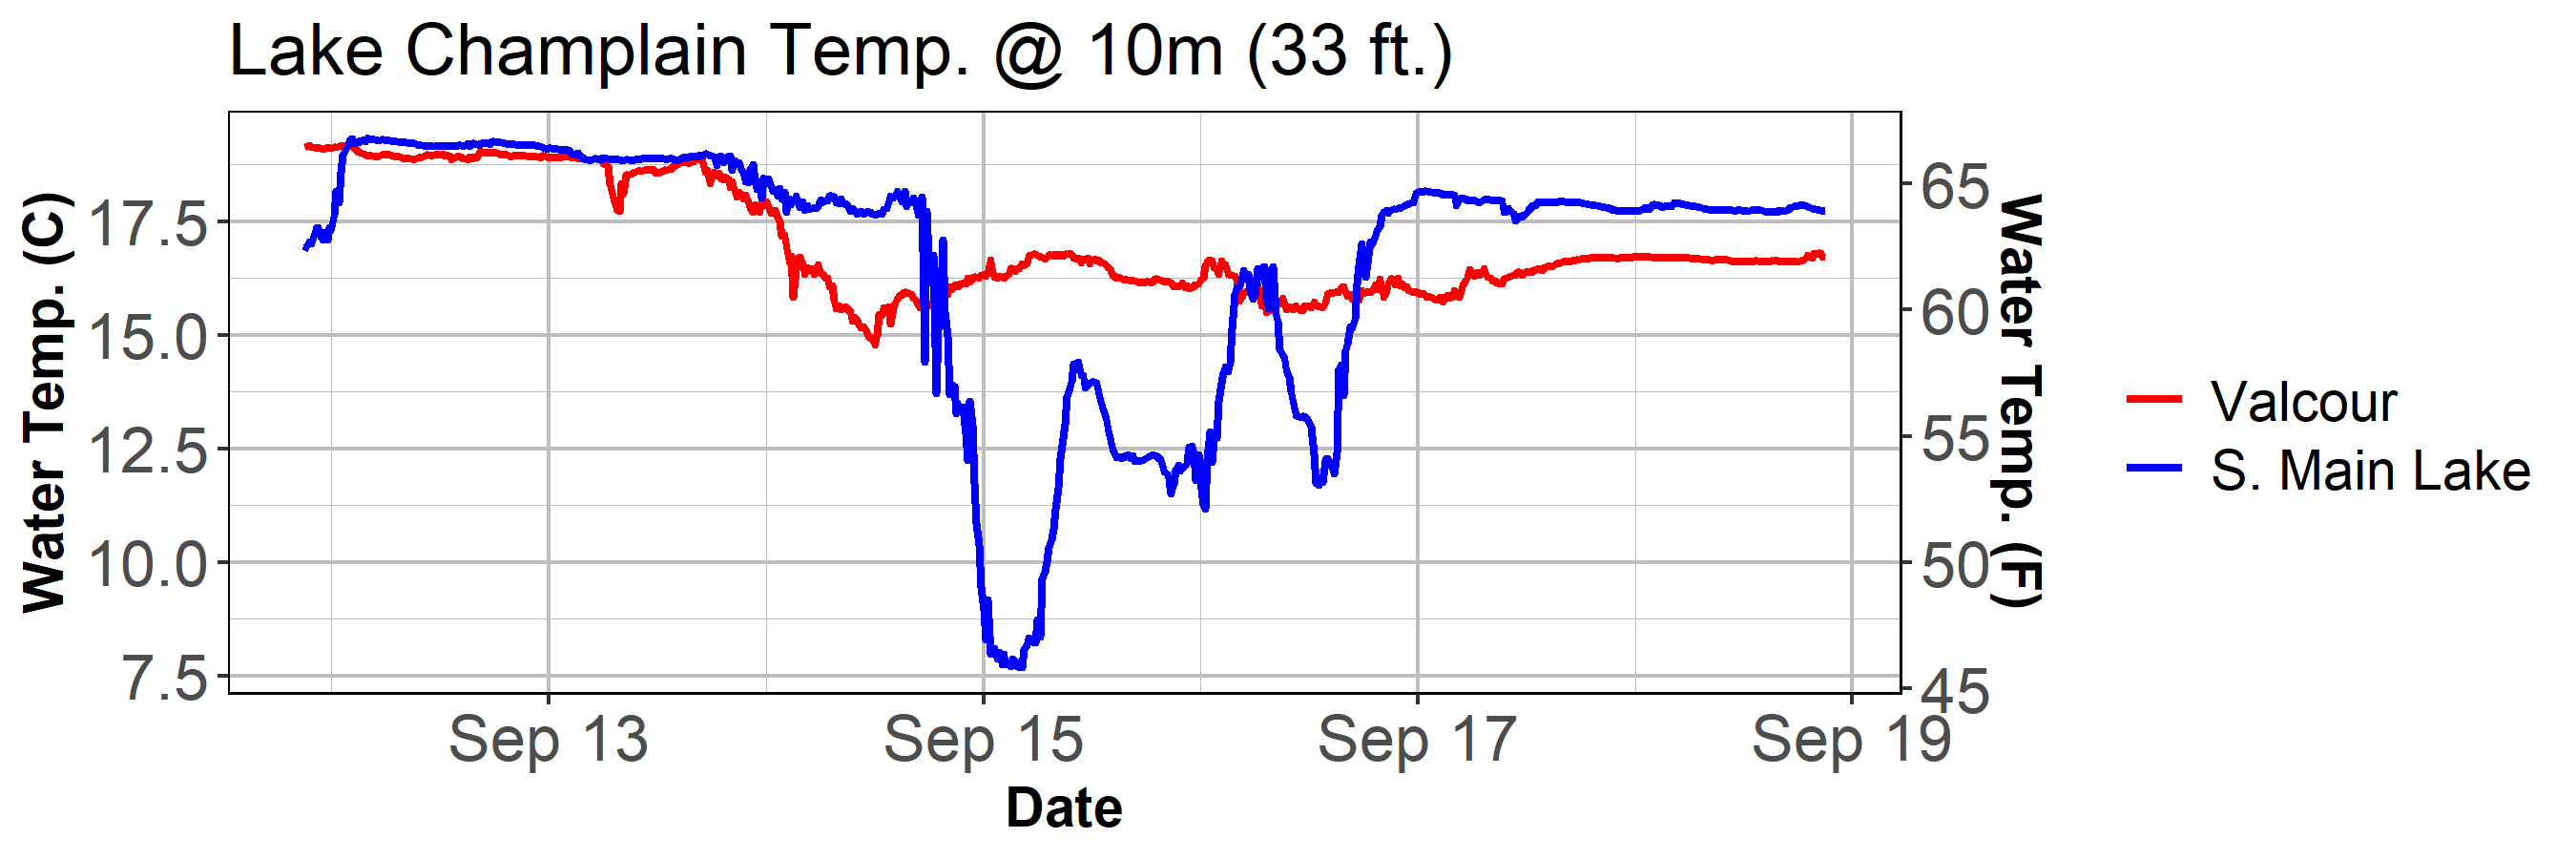 Lake Champlain Temp. @ 10m (33 ft.)
Water Temp. (C)
17.5
15.0
12.5
10.0
7.5
65
60
55
50
45
Water Temp. (F)
Sep 13
Sep 15
Sep 17
Sep 19
Date
Valcour
S. Main Lake